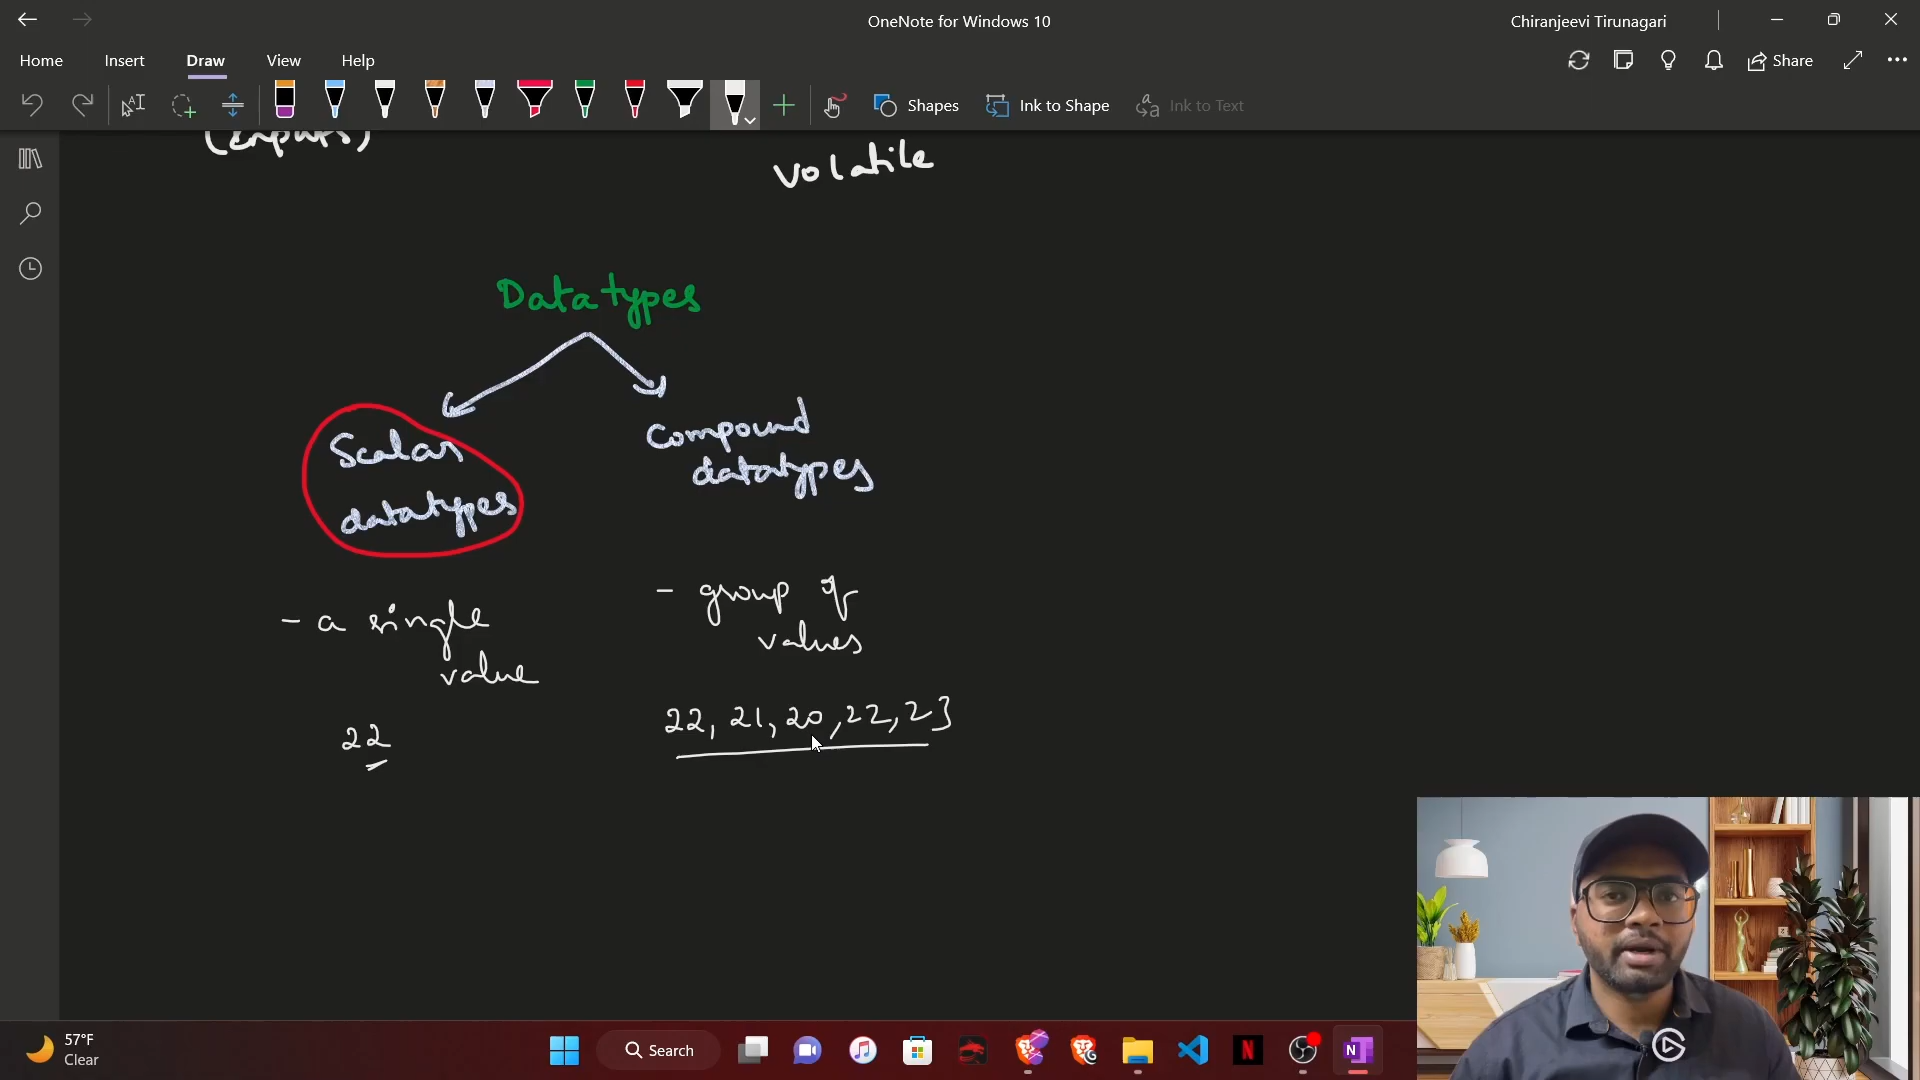 OneNote for Windows 10
Chiranjeevi Tirunagari
Home Insert Draw View Help
Share
Shapes Ink to Shape Ink to Text
(Inputs)
volatile
Datatypes
Scalar
datatypes
Compound
datatypes
- a single
value
- group of
values
22
22, 21, 20, 22, 23
57°F
Clear
Search